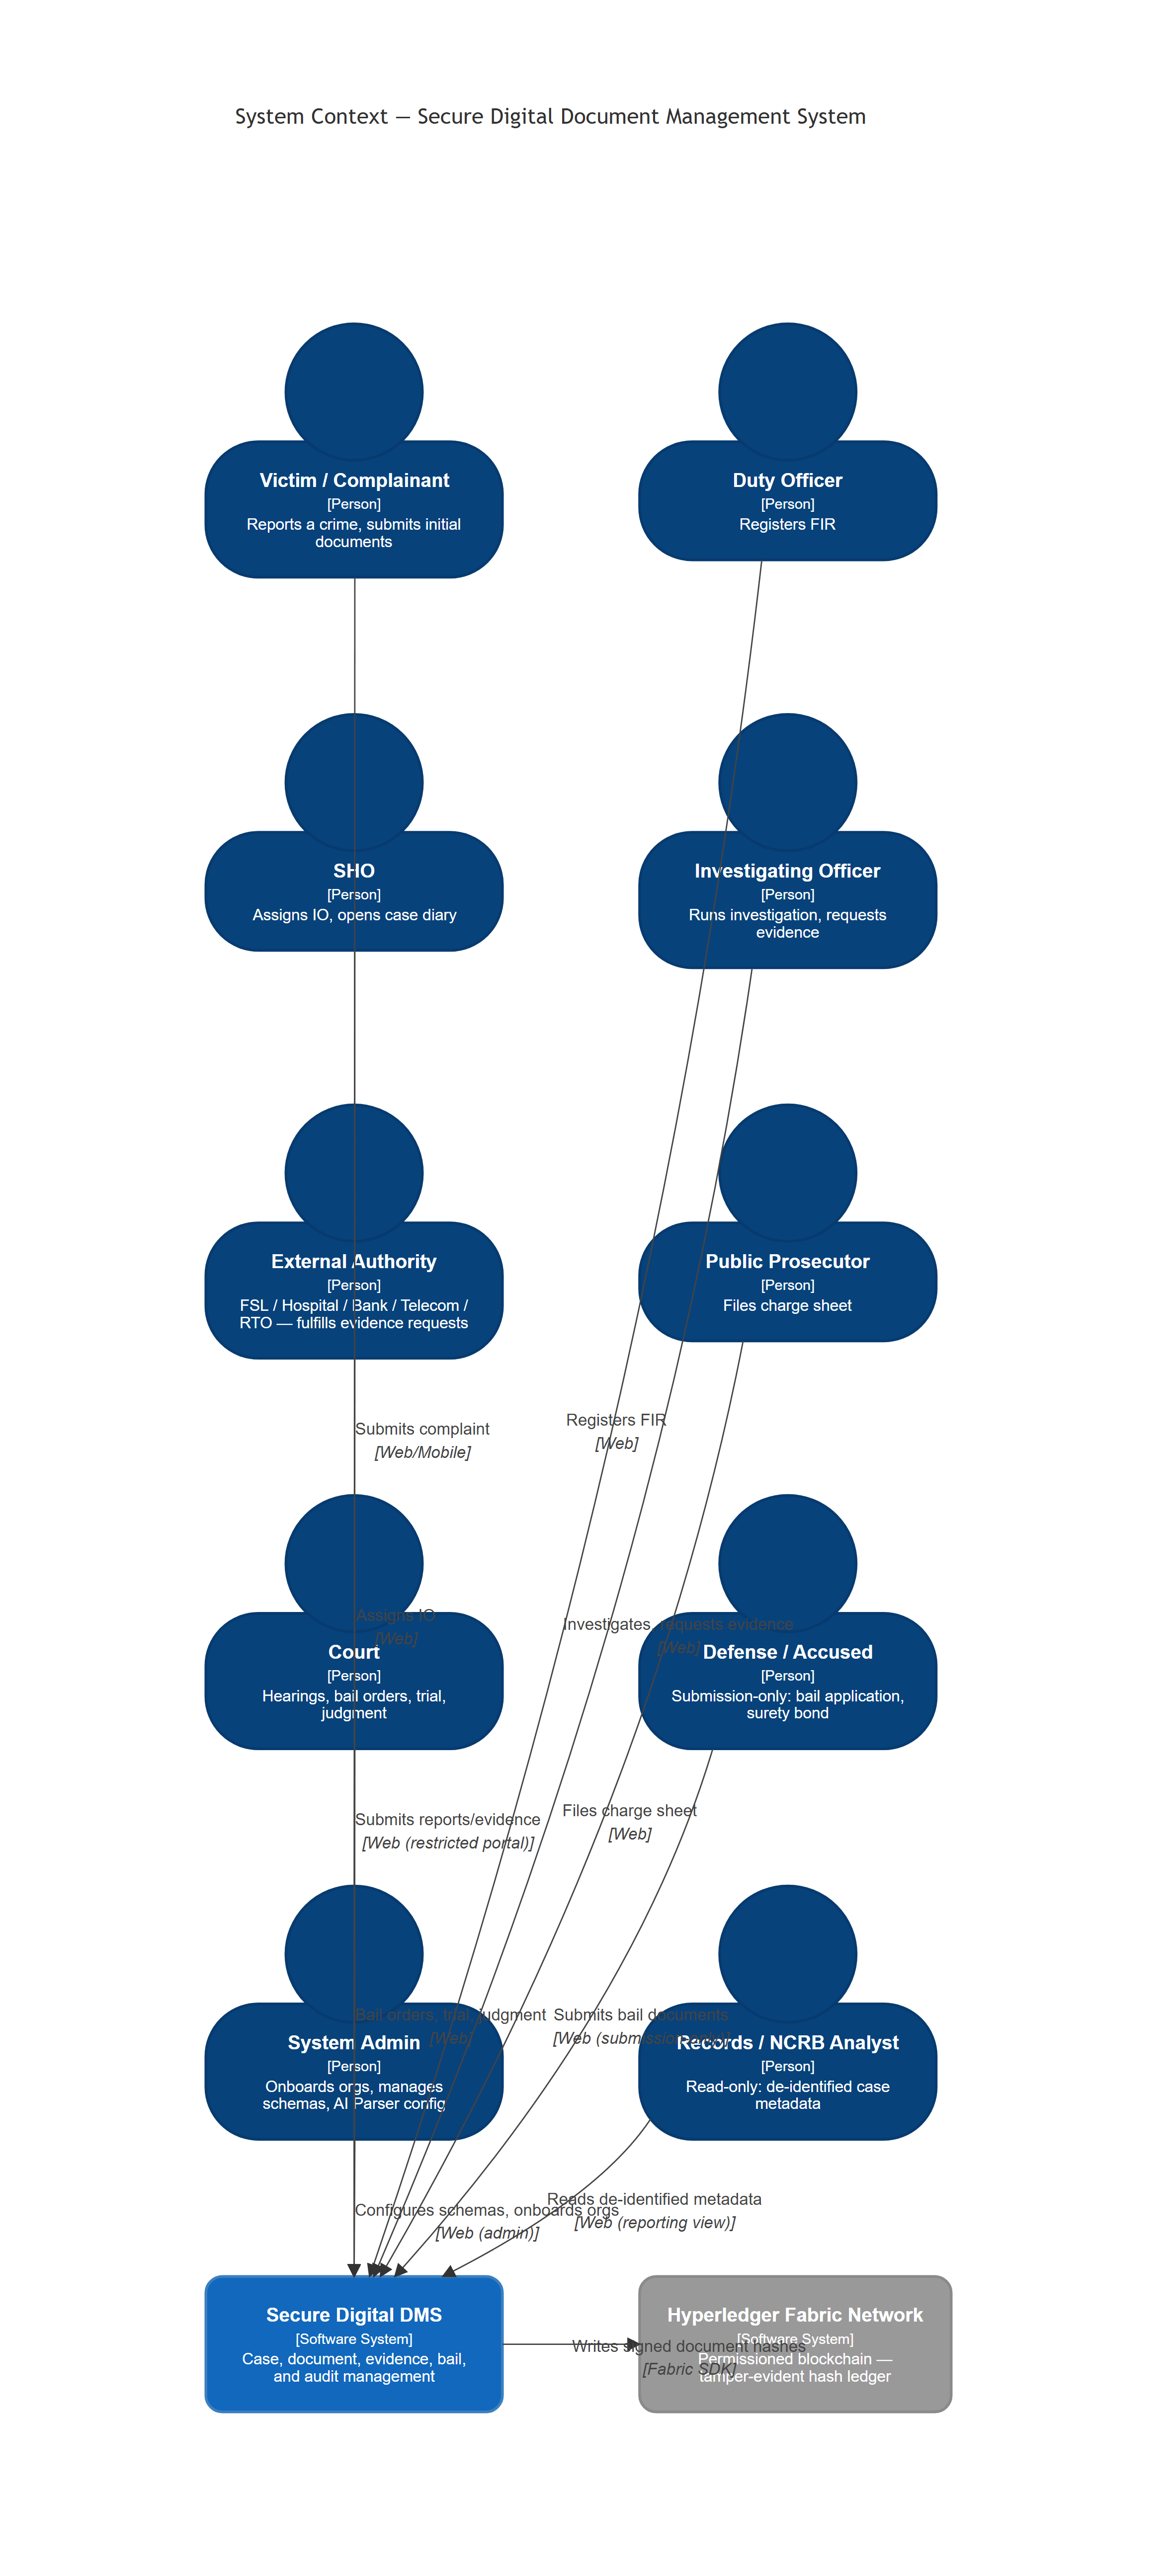 System Context — Secure Digital Document Management System
Victim / Complainant
[Person]
Reports a crime, submits initial
documents
Duty Officer
[Person]
Registers FIR
SHO
[Person]
Assigns IO, opens case diary
Investigating Officer
[Person]
Runs investigation, requests
evidence
External Authority
[Person]
FSL / Hospital / Bank / Telecom /
RTO — fulfills evidence requests
Public Prosecutor
[Person]
Files charge sheet
Submits complaint
[Web/Mobile]
Registers FIR
[Web]
Assigns IO
[Web]
Court
[Person]
Hearings, bail orders, trial,
judgment
Investigates, requests evidence
[Web]
Defense / Accused
[Person]
Submission-only: bail application,
surety bond
Submits reports/evidence
[Web (restricted portal)]
Files charge sheet
[Web]
Bail orders, trial, judgment
[Web]
System Admin
[Person]
Onboards orgs, manages
schemas, AI Parser config
Submits bail documents
[Web (submission-only)]
Records / NCRB Analyst
[Person]
Read-only: de-identified case
metadata
Configures schemas, onboards orgs
[Web (admin)]
Reads de-identified metadata
[Web (reporting view)]
Secure Digital DMS
[Software System]
Case, document, evidence, bail,
and audit management
Writes signed document hashes
[Fabric SDK]
Hyperledger Fabric Network
[Software System]
Permissioned blockchain —
tamper-evident hash ledger